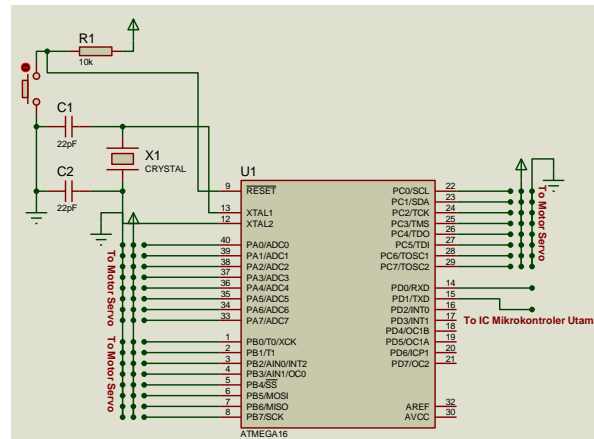 R1
10k
C1
22pF
X1
CRYSTAL
C2
22pF
U1
9 RESET
13 XTAL1
12 XTAL2
40 PA0/ADC0
39 PA1/ADC1
38 PA2/ADC2
37 PA3/ADC3
36 PA4/ADC4
35 PA5/ADC5
34 PA6/ADC6
33 PA7/ADC7
1 PB0/T0/XCK
2 PB1/T1
3 PB2/AIN0/INT2
4 PB3/AIN1/OC0
5 PB4/SS
6 PB5/MOSI
7 PB6/MISO
8 PB7/SCK
PC0/SCL 22
PC1/SDA 23
PC2/TCK 24
PC3/TMS 25
PC4/TDO 26
PC5/TDI 27
PC6/TOSC1 28
PC7/TOSC2 29
PD0/RXD 14
PD1/TXD 15
PD2/INT0 16
PD3/INT1 17
PD4/OC1B 18
PD5/OC1A 19
PD6/ICP1 20
PD7/OC2 21
AREF 32
AVCC 30
ATMEGA16
To Motor Servo
To Motor Servo
To Motor Servo
To IC Mikrokontroler Utam